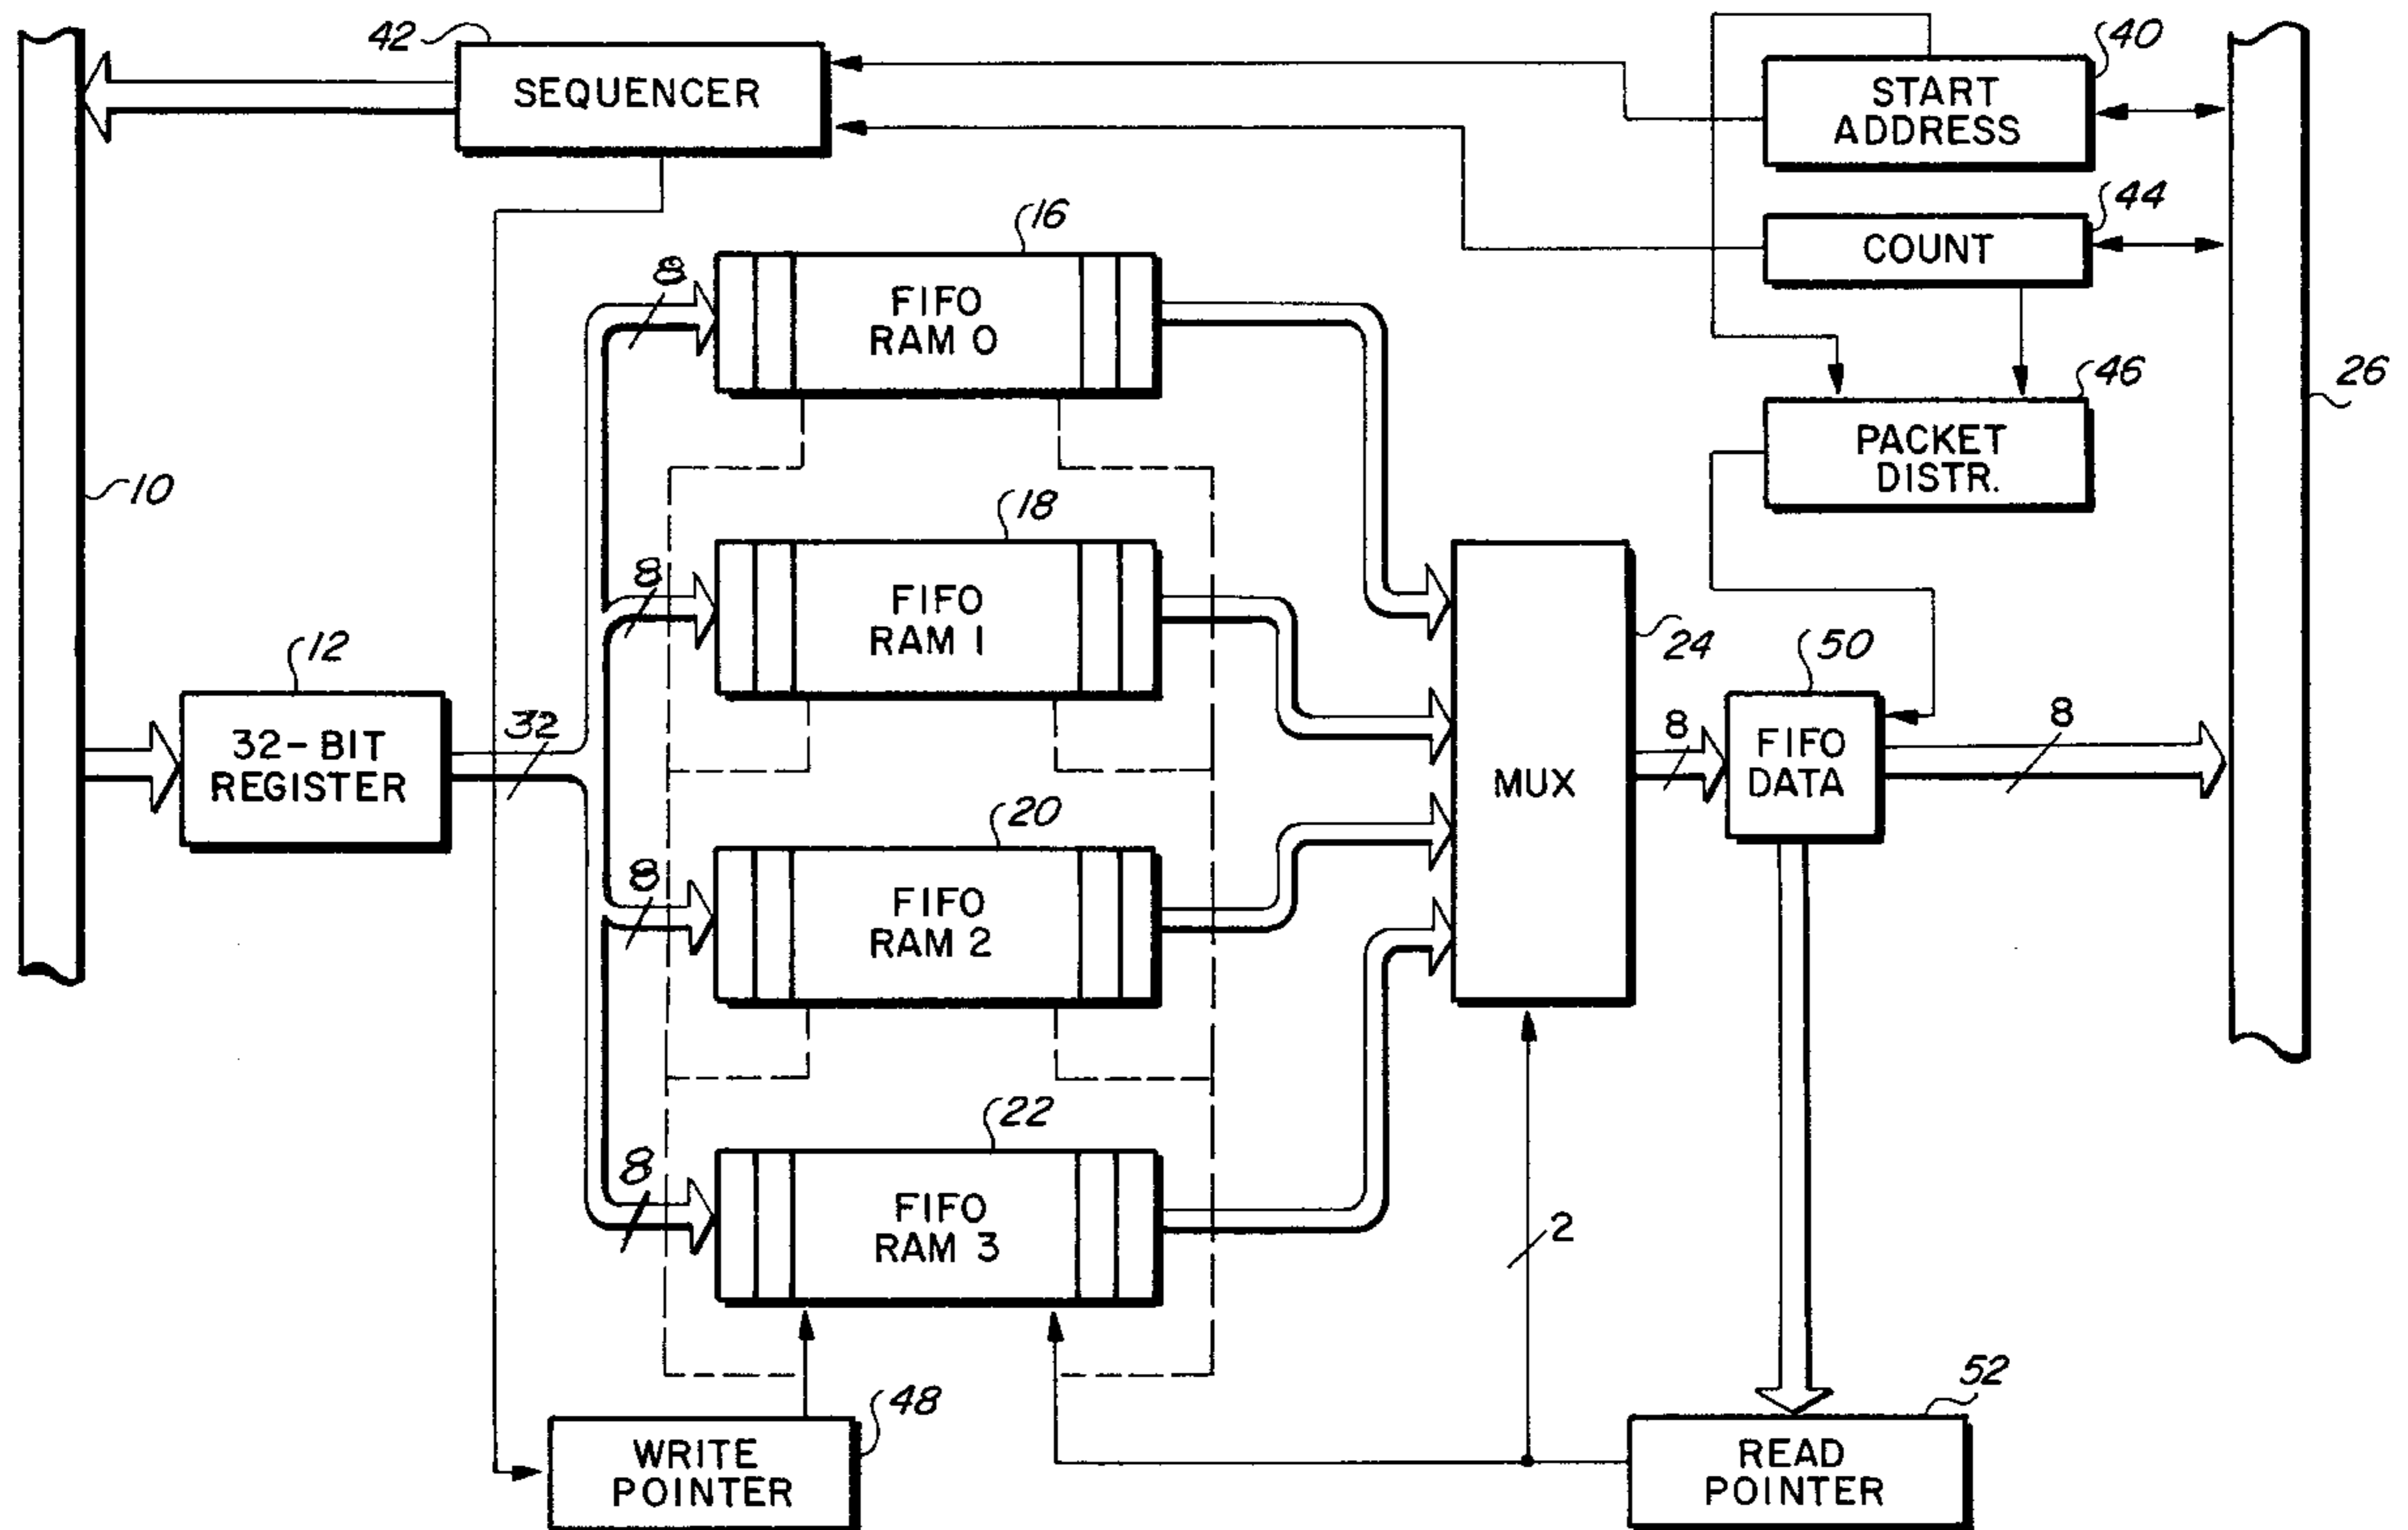 42
SEQUENCER
40
START
ADDRESS
44
COUNT
16
8
FIFO
RAM 0
46
PACKET
DISTR.
26
10
18
8
FIFO
RAM 1
24
12
32-BIT
REGISTER
32
MUX
8
50
FIFO
DATA
8
20
8
FIFO
RAM 2
22
8
FIFO
RAM 3
2
48
WRITE
POINTER
52
READ
POINTER